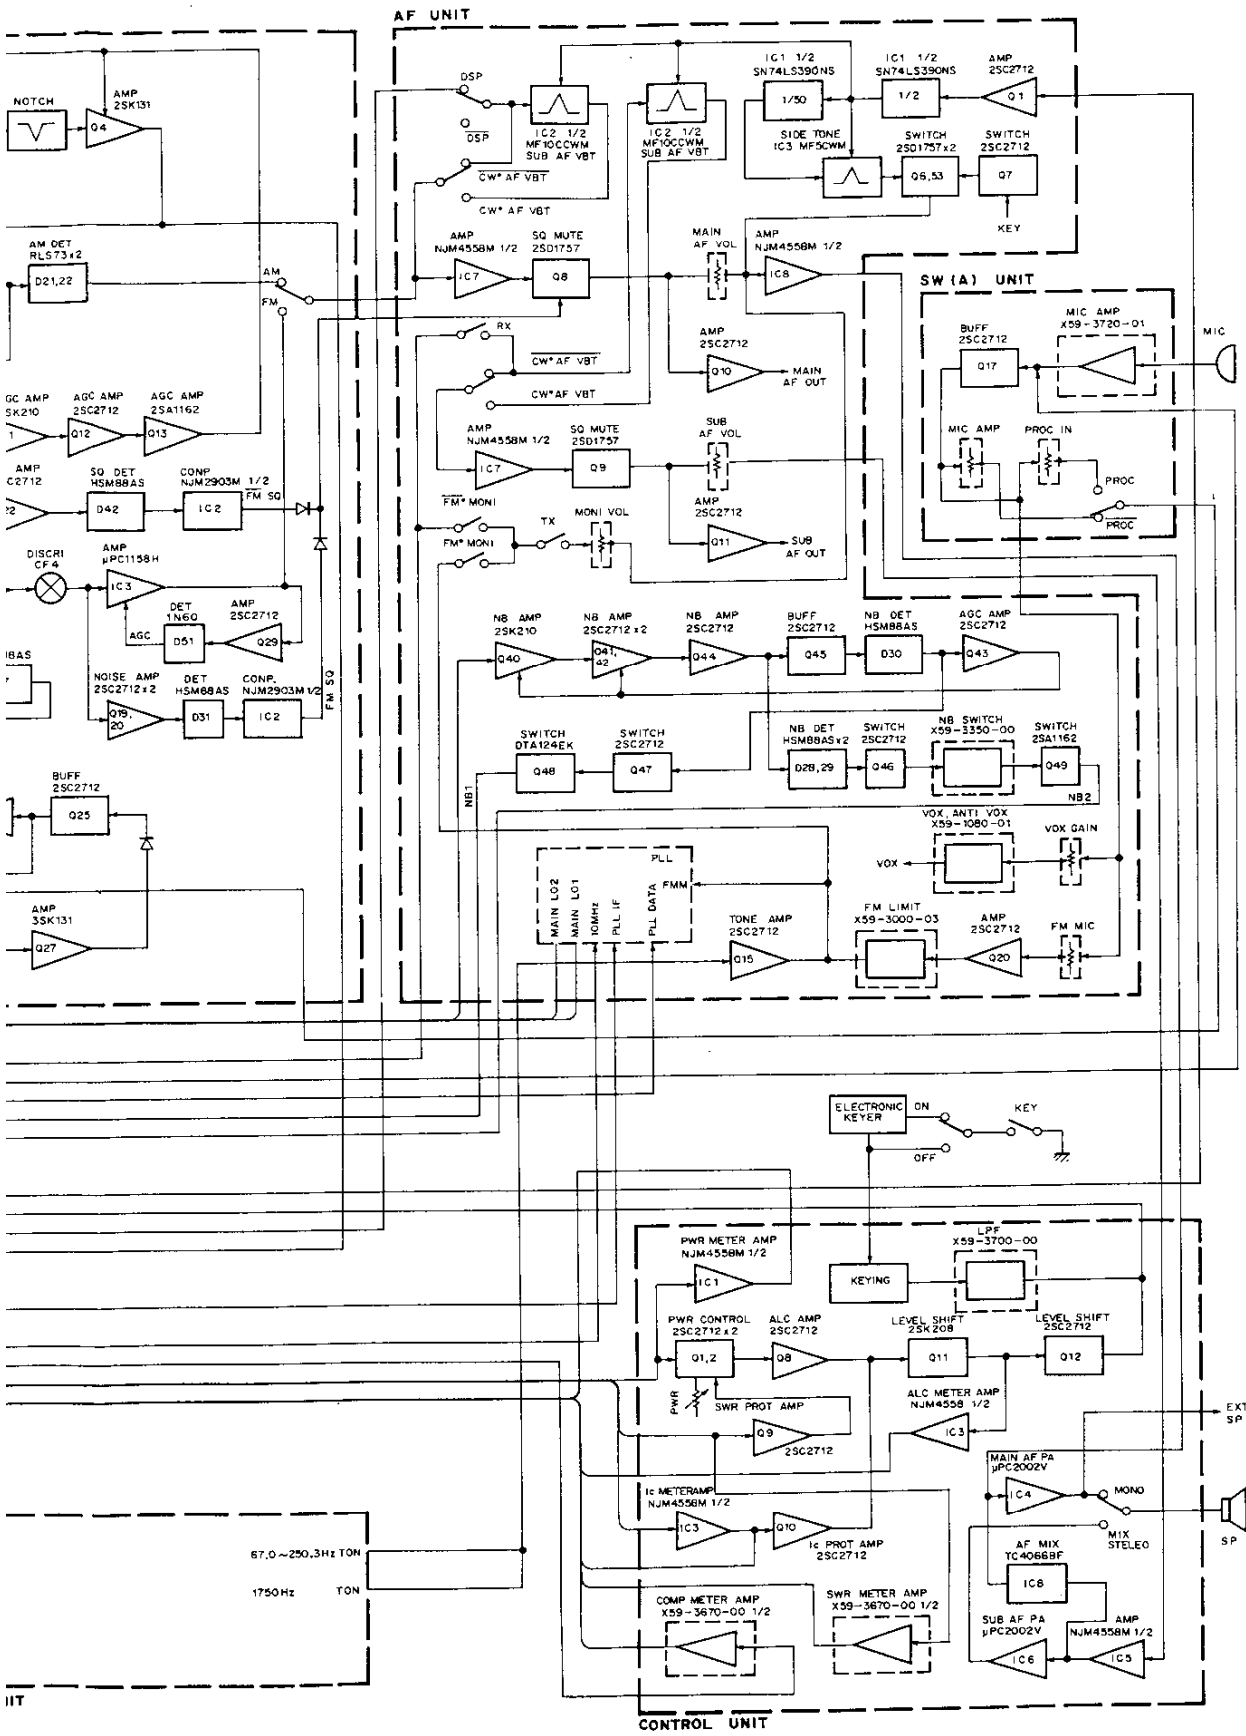 AF UNIT
NOTCH
AMP
2SK131
Q4
DSP
DSP
IC2 1/2
MF10CCWM
SUB AF VBT
CW* AF VBT
CW* AF VBT
IC2 1/2
MF10CCWM
SUB AF VBT
IC1 1/2
SN74LS390NS
1/50
IC1 1/2
SN74LS390NS
1/2
AMP
2SC2712
Q1
SIDE TONE
IC3 MF5CWM
SWITCH
2SD1757x2
Q6,53
SWITCH
2SC2712
Q7
KEY
AM DET
RLS73x2
D21,22
AM
FM
AMP
NJM4558M 1/2
IC7
SQ MUTE
2SD1757
Q8
MAIN
AF VOL
AMP
NJM4558M 1/2
IC8
SW (A) UNIT
MIC AMP
X59-3720-01
BUFF
2SC2712
Q17
MIC
MIC AMP
PROC IN
PROC
PROC
RX
CW* AF VBT
CW* AF VBT
AMP
2SC2712
Q10
MAIN
AF OUT
GC AMP
SK210
1
AGC AMP
2SC2712
Q12
AGC AMP
2SA1162
Q13
AMP
NJM4558M 1/2
IC7
SQ MUTE
2SD1757
Q9
SUB
AF VOL
AMP
C2712
22
SQ DET
HSM88AS
D42
CONP
NJM2903M 1/2
IC2
FM SQ
FM* MONI
FM* MONI
TX
MONI VOL
AMP
2SC2712
Q11
SUB
AF OUT
DISCRI
CF4
AMP
µPC1158H
IC3
DET
1N60
D51
AGC
AMP
2SC2712
Q29
FM SQ
88AS
7
NOISE AMP
2SC2712x2
Q19,
20
DET
HSM88AS
D31
CONP.
NJM2903M1/2
IC2
NB AMP
2SK210
Q40
NB AMP
2SC2712x2
Q41,
42
NB AMP
2SC2712
Q44
BUFF
2SC2712
Q45
NB DET
HSM88AS
D30
AGC AMP
2SC2712
Q43
SWITCH
DTA124EK
Q48
SWITCH
2SC2712
Q47
NB DET
HSM88ASx2
D28,29
SWITCH
2SC2712
Q46
NB SWITCH
X59-3350-00
SWITCH
2SA1162
Q49
NB1
NB2
BUFF
2SC2712
Q25
VOX, ANTI VOX
X59-1080-01
VOX
VOX GAIN
PLL
FMM
MAIN LO2
MAIN LO1
10MHz
PLL IF
PLL DATA
AMP
3SK131
Q27
TONE AMP
2SC2712
Q15
FM LIMIT
X59-3000-03
AMP
2SC2712
Q20
FM MIC
ELECTRONIC
KEYER
ON
OFF
KEY
PWR METER AMP
NJM4558M 1/2
IC1
KEYING
LPF
X59-3700-00
PWR CONTROL
2SC2712x2
Q1,2
PWR
ALC AMP
2SC2712
Q8
LEVEL SHIFT
2SK208
Q11
LEVEL SHIFT
2SC2712
Q12
SWR PROT AMP
Q9
2SC2712
ALC METER AMP
NJM4558 1/2
IC3
EXT
SP
MAIN AF PA
µPC2002V
IC4
MONO
MIX
STELEO
SP
Ic METERAMP
NJM4558M 1/2
IC3
Q10
Ic PROT AMP
2SC2712
AF MIX
TC4066BF
IC8
67.0~250.3Hz TON
1750Hz TON
COMP METER AMP
X59-3670-00 1/2
SWR METER AMP
X59-3670-00 1/2
SUB AF PA
µPC2002V
IC6
AMP
NJM4558M 1/2
IC5
CONTROL UNIT